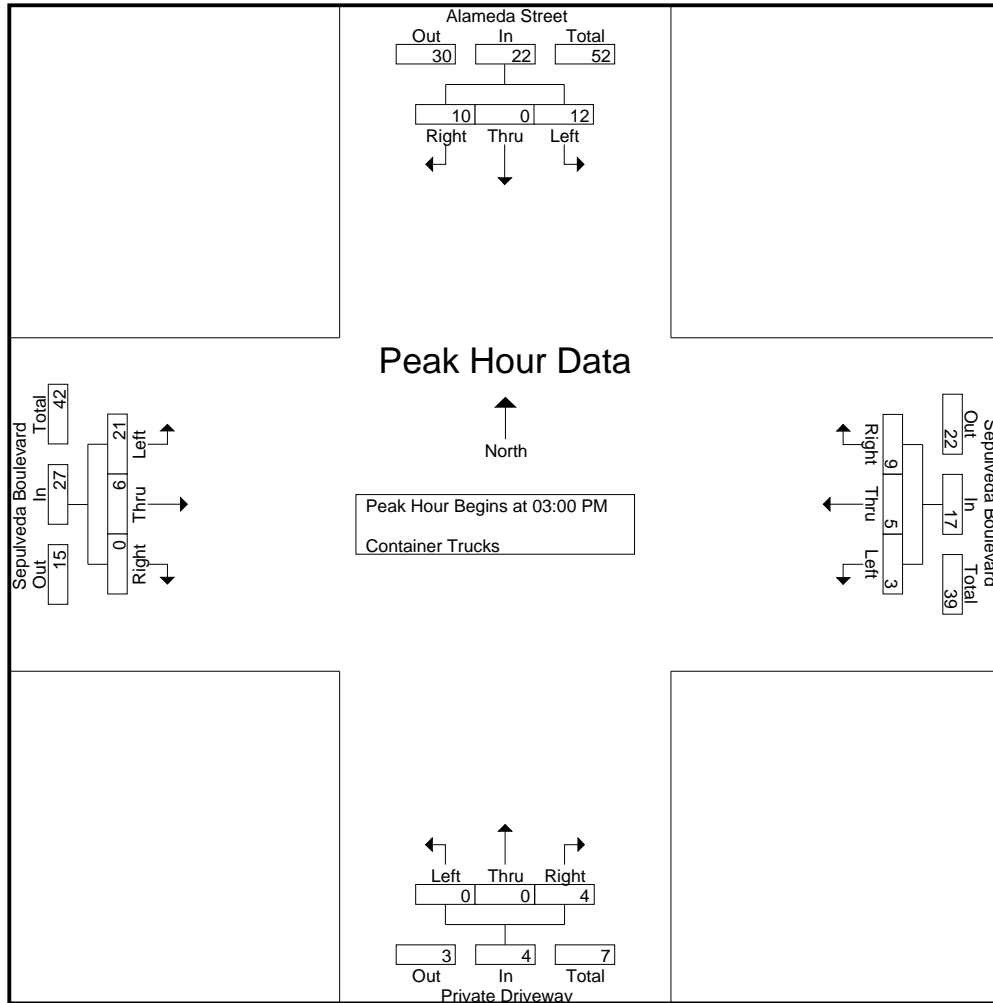 Alameda Street
Out In Total
30 22 52
10 0 12
Right Thru Left
Peak Hour Data
North
Peak Hour Begins at 03:00 PM
Container Trucks
Sepulveda Boulevard
Total In Out
42 27 15
21 6 0
Left Thru Right
Sepulveda Boulevard
Out In Total
22 17 39
9 5 3
Right Thru Left
Left Thru Right
0 0 4
3 4 7
Out In Total
Private Driveway